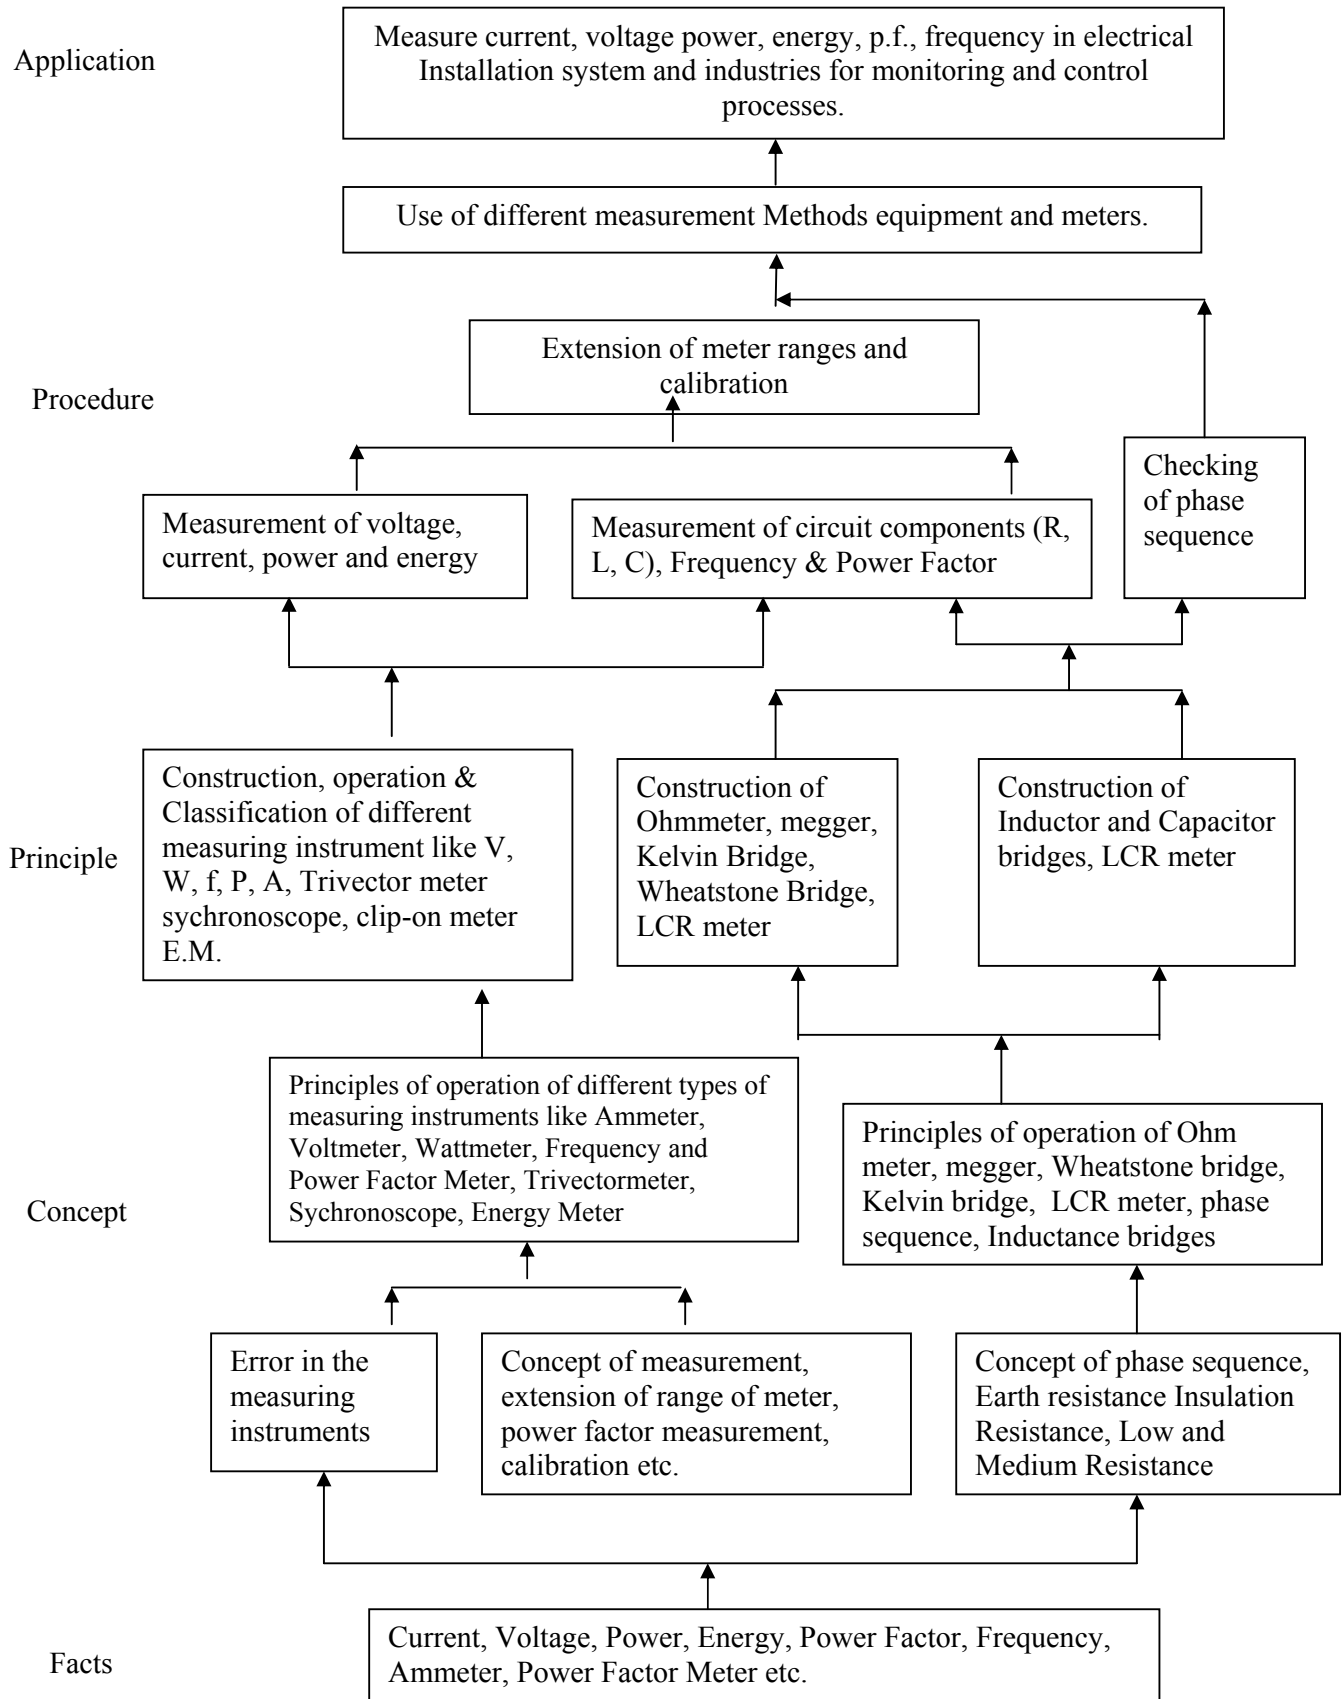 Application
Measure current, voltage power, energy, p.f., frequency in electrical
Installation system and industries for monitoring and control
processes.
Use of different measurement Methods equipment and meters.
Procedure
Extension of meter ranges and
calibration
Measurement of voltage,
current, power and energy
Measurement of circuit components (R,
L, C), Frequency & Power Factor
Checking
of phase
sequence
Principle
Construction, operation &
Classification of different
measuring instrument like V,
W, f, P, A, Trivector meter
sychronoscope, clip-on meter
E.M.
Construction of
Ohmmeter, megger,
Kelvin Bridge,
Wheatstone Bridge,
LCR meter
Construction of
Inductor and Capacitor
bridges, LCR meter
Concept
Principles of operation of different types of
measuring instruments like Ammeter,
Voltmeter, Wattmeter, Frequency and
Power Factor Meter, Trivectormeter,
Sychronoscope, Energy Meter
Principles of operation of Ohm
meter, megger, Wheatstone bridge,
Kelvin bridge,  LCR meter, phase
sequence, Inductance bridges
Error in the
measuring
instruments
Concept of measurement,
extension of range of meter,
power factor measurement,
calibration etc.
Concept of phase sequence,
Earth resistance Insulation
Resistance, Low and
Medium Resistance
Facts
Current, Voltage, Power, Energy, Power Factor, Frequency,
Ammeter, Power Factor Meter etc.